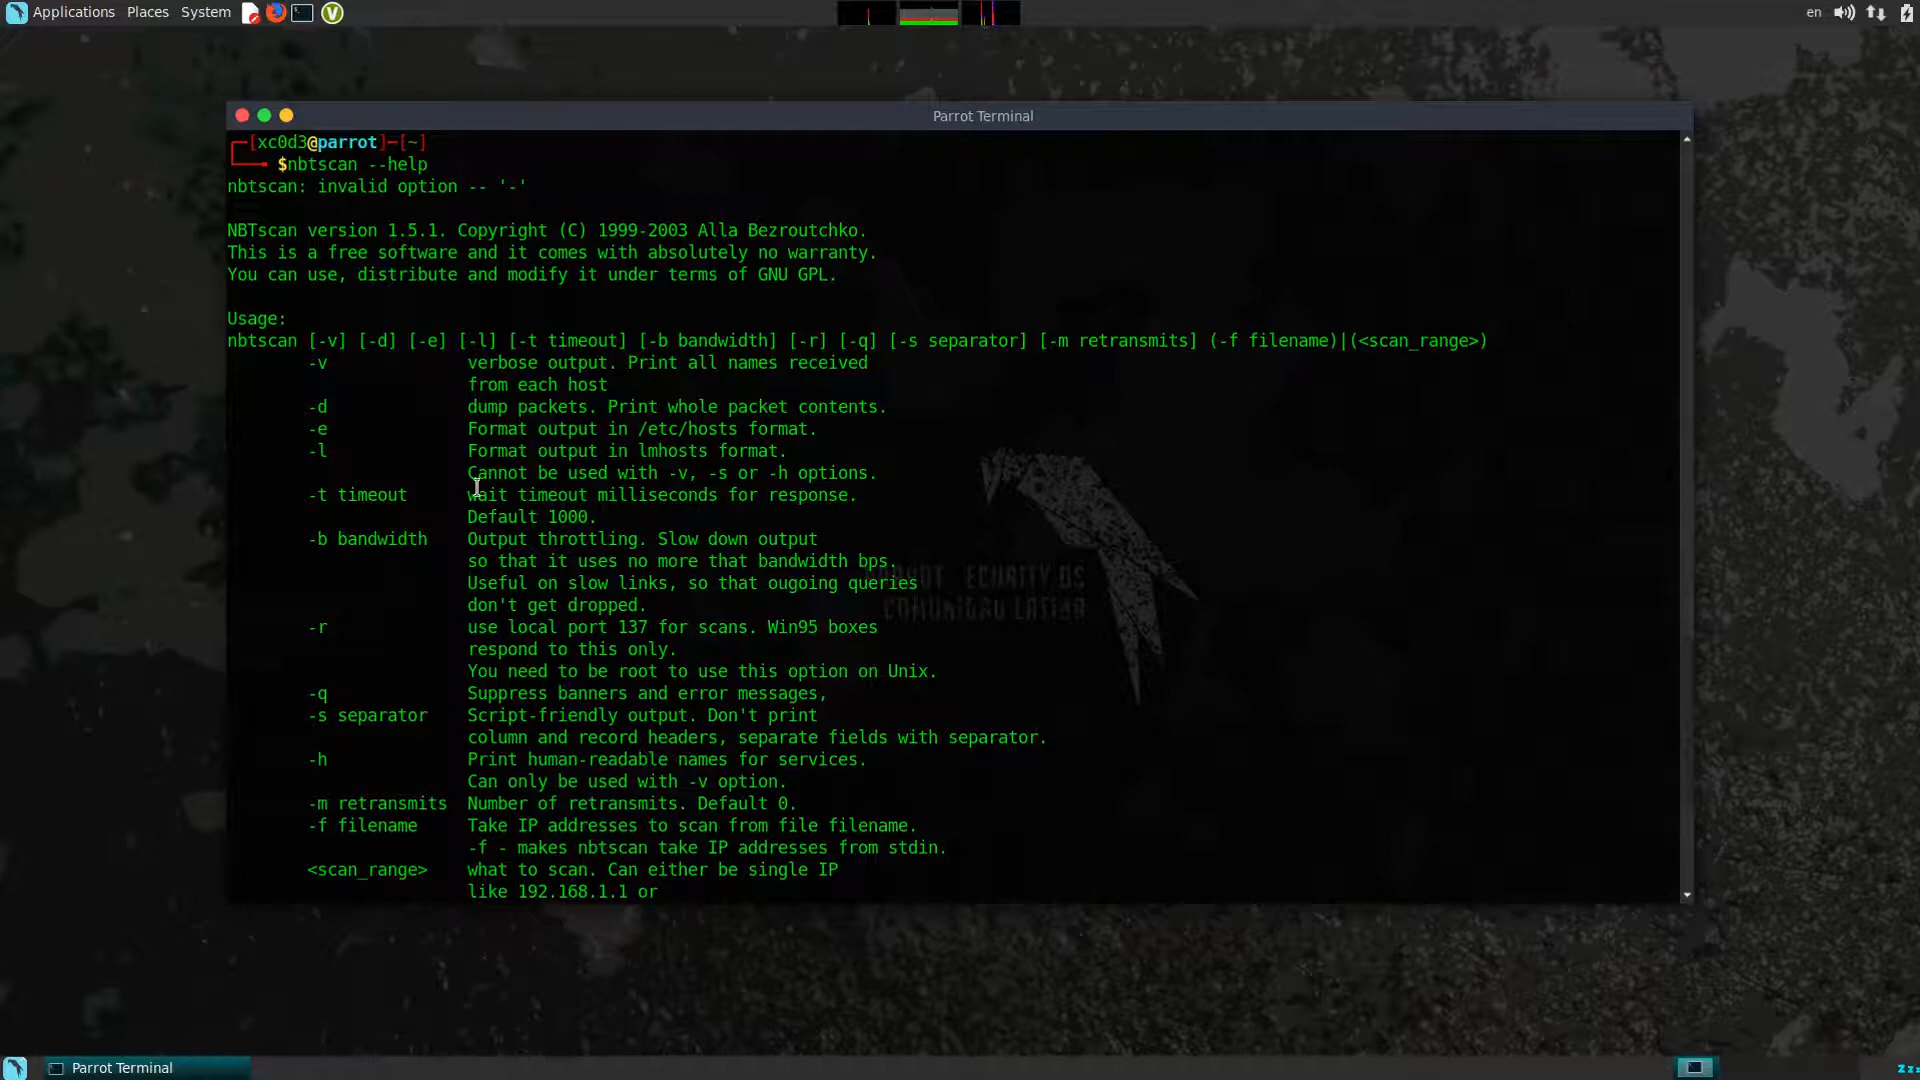 Applications Places System
en
Parrot Terminal
[xc0d3@parrot]-[~]
$nbtscan --help
nbtscan: invalid option -- '-'
NBTscan version 1.5.1. Copyright (C) 1999-2003 Alla Bezroutchko.
This is a free software and it comes with absolutely no warranty.
You can use, distribute and modify it under terms of GNU GPL.
Usage:
nbtscan [-v] [-d] [-e] [-l] [-t timeout] [-b bandwidth] [-r] [-q] [-s separator] [-m retransmits] (-f filename)|(<scan_range>)
-v verbose output. Print all names received
from each host
-d dump packets. Print whole packet contents.
-e Format output in /etc/hosts format.
-l Format output in lmhosts format.
Cannot be used with -v, -s or -h options.
-t timeout wait timeout milliseconds for response.
Default 1000.
-b bandwidth Output throttling. Slow down output
so that it uses no more that bandwidth bps.
Useful on slow links, so that ougoing queries
don't get dropped.
-r use local port 137 for scans. Win95 boxes
respond to this only.
You need to be root to use this option on Unix.
-q Suppress banners and error messages,
-s separator Script-friendly output. Don't print
column and record headers, separate fields with separator.
-h Print human-readable names for services.
Can only be used with -v option.
-m retransmits Number of retransmits. Default 0.
-f filename Take IP addresses to scan from file filename.
-f - makes nbtscan take IP addresses from stdin.
<scan_range> what to scan. Can either be single IP
like 192.168.1.1 or
Parrot Terminal